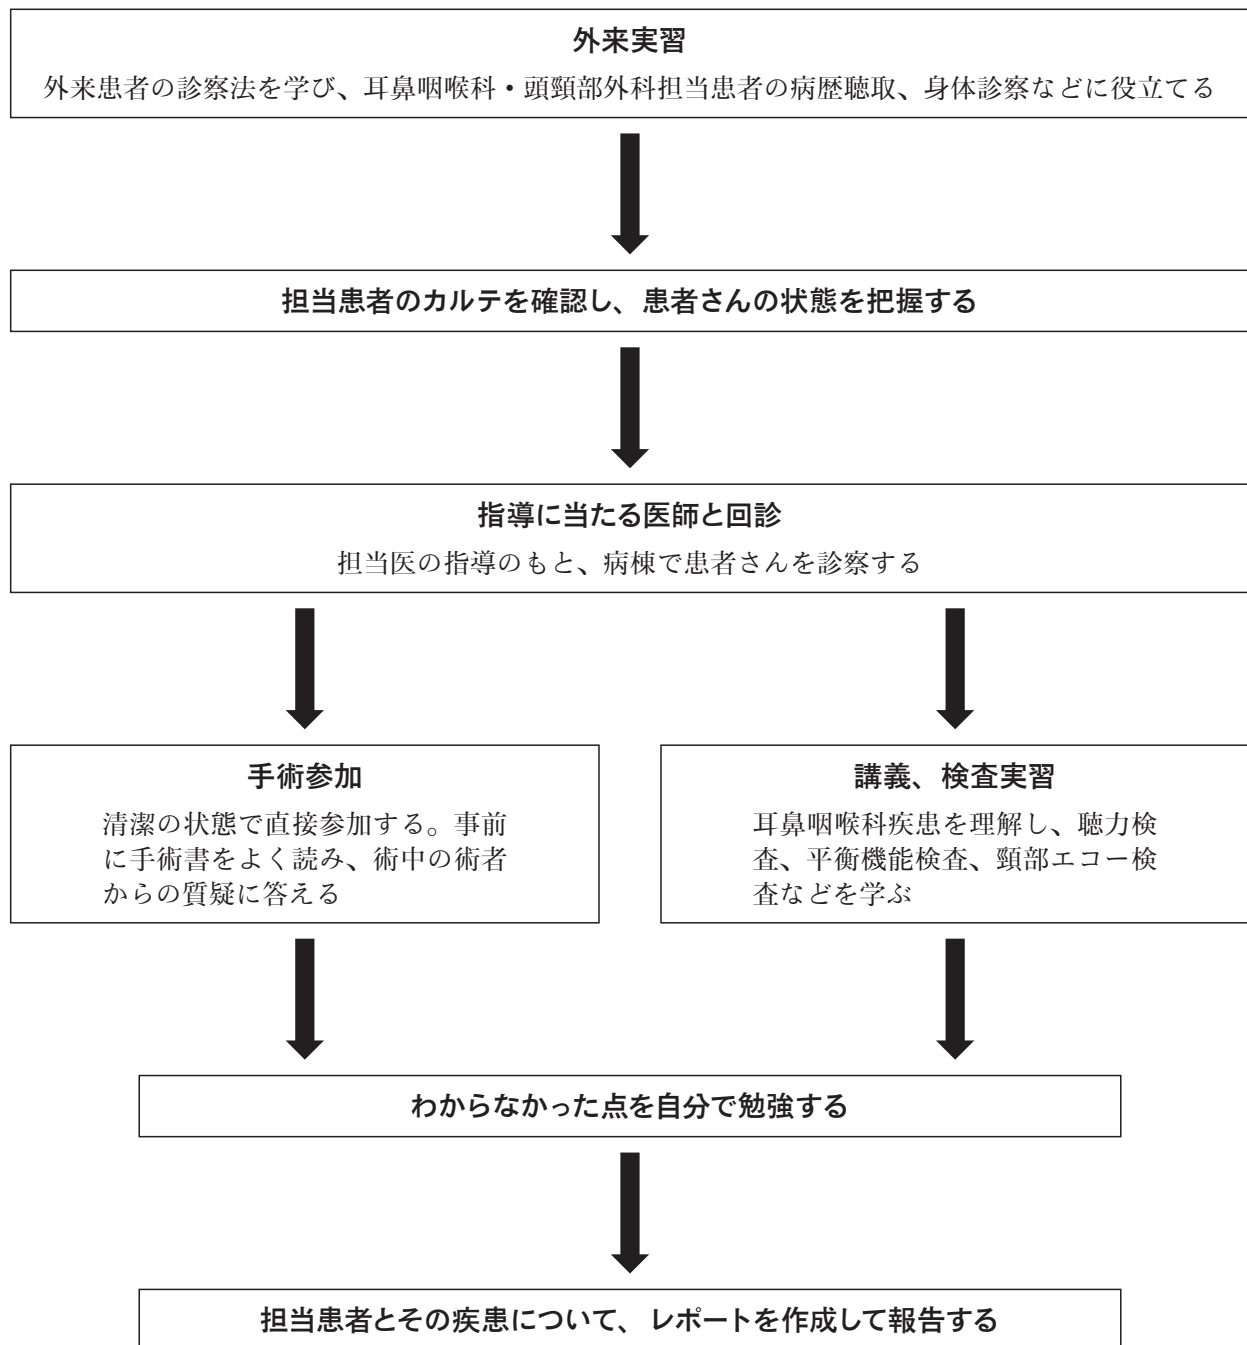 外来実習
外来患者の診察法を学び、耳鼻咽喉科・頭頸部外科担当患者の病歴聴取、身体診察などに役立てる
担当患者のカルテを確認し、患者さんの状態を把握する
指導に当たる医師と回診
担当医の指導のもと、病棟で患者さんを診察する
手術参加
清潔の状態で直接参加する。事前
に手術書をよく読み、術中の術者
からの質疑に答える
講義、検査実習
耳鼻咽喉科疾患を理解し、聴力検
査、平衡機能検査、頸部エコー検
査などを学ぶ
わからなかった点を自分で勉強する
担当患者とその疾患について、レポートを作成して報告する